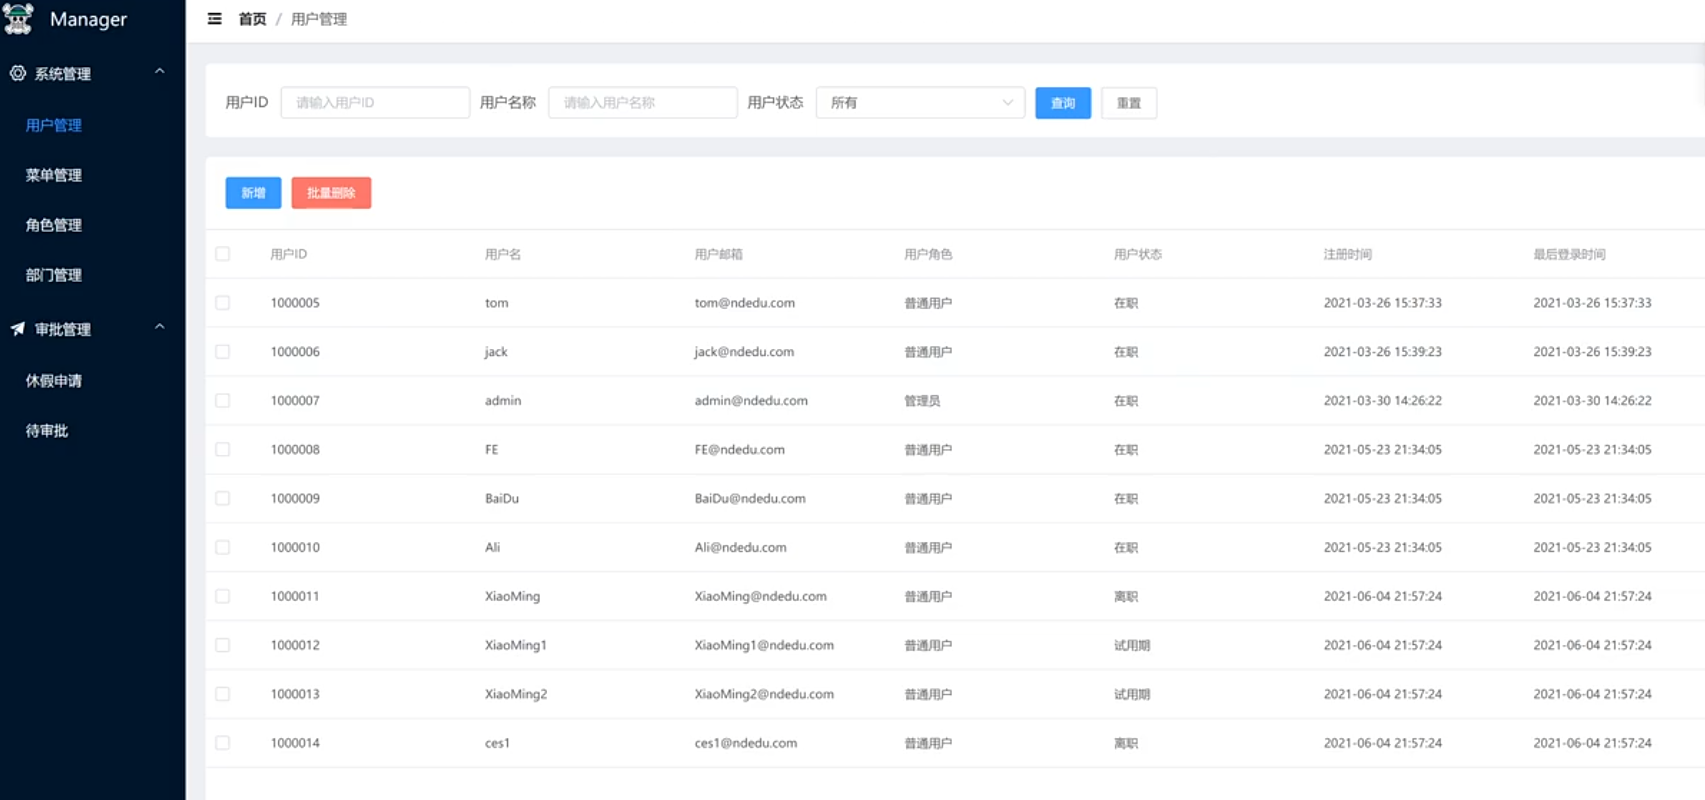 Manager
首页 / 用户管理
系统管理
用户管理
菜单管理
角色管理
部门管理
审批管理
休假申请
待审批
用户ID 请输入用户ID 用户名称 请输入用户名称 用户状态 所有 查询 重置
新增 批量删除
用户ID 用户名 用户邮箱 用户角色 用户状态 注册时间 最后登录时间
1000005 tom tom@ndedu.com 普通用户 在职 2021-03-26 15:37:33 2021-03-26 15:37:33
1000006 jack jack@ndedu.com 普通用户 在职 2021-03-26 15:39:23 2021-03-26 15:39:23
1000007 admin admin@ndedu.com 管理员 在职 2021-03-30 14:26:22 2021-03-30 14:26:22
1000008 FE FE@ndedu.com 普通用户 在职 2021-05-23 21:34:05 2021-05-23 21:34:05
1000009 BaiDu BaiDu@ndedu.com 普通用户 在职 2021-05-23 21:34:05 2021-05-23 21:34:05
1000010 Ali Ali@ndedu.com 普通用户 在职 2021-05-23 21:34:05 2021-05-23 21:34:05
1000011 XiaoMing XiaoMing@ndedu.com 普通用户 离职 2021-06-04 21:57:24 2021-06-04 21:57:24
1000012 XiaoMing1 XiaoMing1@ndedu.com 普通用户 试用期 2021-06-04 21:57:24 2021-06-04 21:57:24
1000013 XiaoMing2 XiaoMing2@ndedu.com 普通用户 试用期 2021-06-04 21:57:24 2021-06-04 21:57:24
1000014 ces1 ces1@ndedu.com 普通用户 离职 2021-06-04 21:57:24 2021-06-04 21:57:24